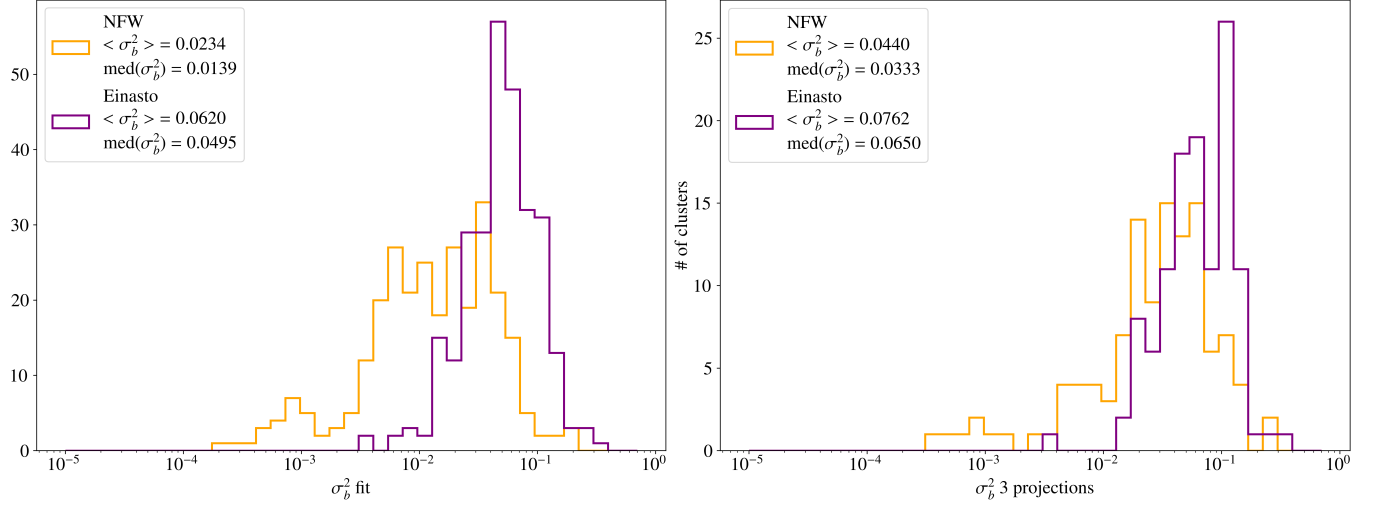 NFW
< σ_b^2 > = 0.0234
med(σ_b^2) = 0.0139
Einasto
< σ_b^2 > = 0.0620
med(σ_b^2) = 0.0495
50
40
30
20
10
0
10^−5
10^−4
10^−3
10^−2
10^−1
10^0
σ_b^2 fit
NFW
< σ_b^2 > = 0.0440
med(σ_b^2) = 0.0333
Einasto
< σ_b^2 > = 0.0762
med(σ_b^2) = 0.0650
# of clusters
25
20
15
10
5
0
10^−5
10^−4
10^−3
10^−2
10^−1
10^0
σ_b^2 3 projections